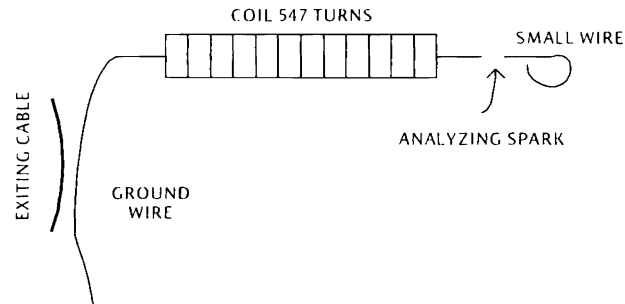 COIL 547 TURNS
SMALL WIRE
ANALYZING SPARK
EXITING CABLE
GROUND
WIRE